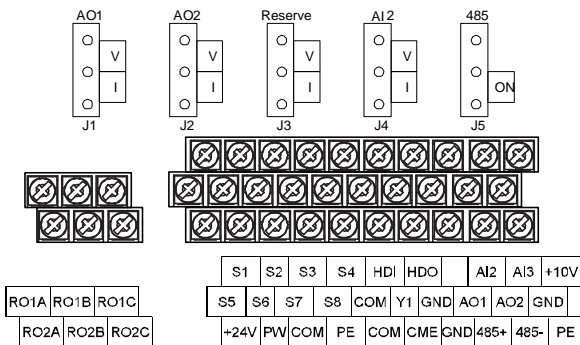 AO1 AO2 Reserve AI2 485
V V V V
I I I I ON
J1 J2 J3 J4 J5
S1 S2 S3 S4 HDI HDO AI2 AI3 +10V
RO1A RO1B RO1C S5 S6 S7 S8 COM Y1 GND AO1 AO2 GND
RO2A RO2B RO2C +24V PW COM PE COM CME GND 485+ 485- PE